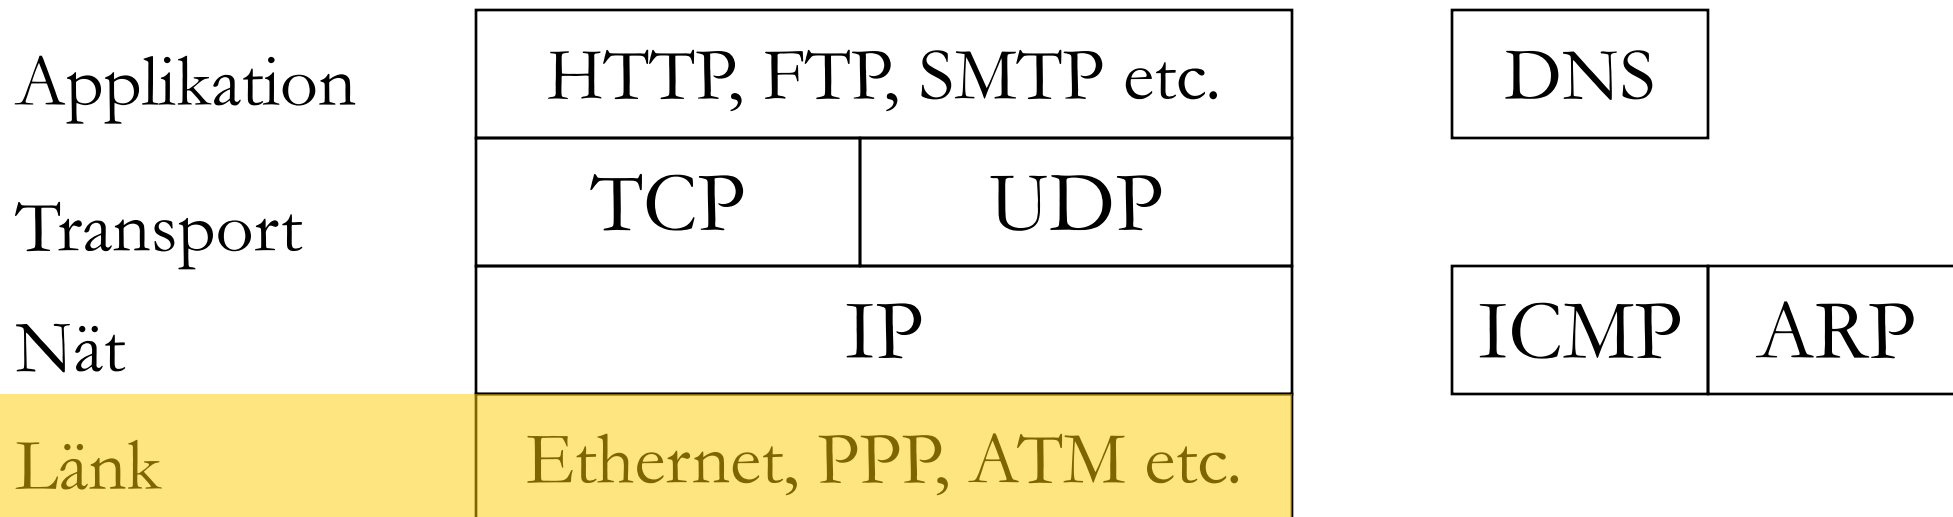 Applikation HTTP, FTP, SMTP etc. DNS
Transport TCP UDP
Nät IP ICMP ARP
Länk Ethernet, PPP, ATM etc.